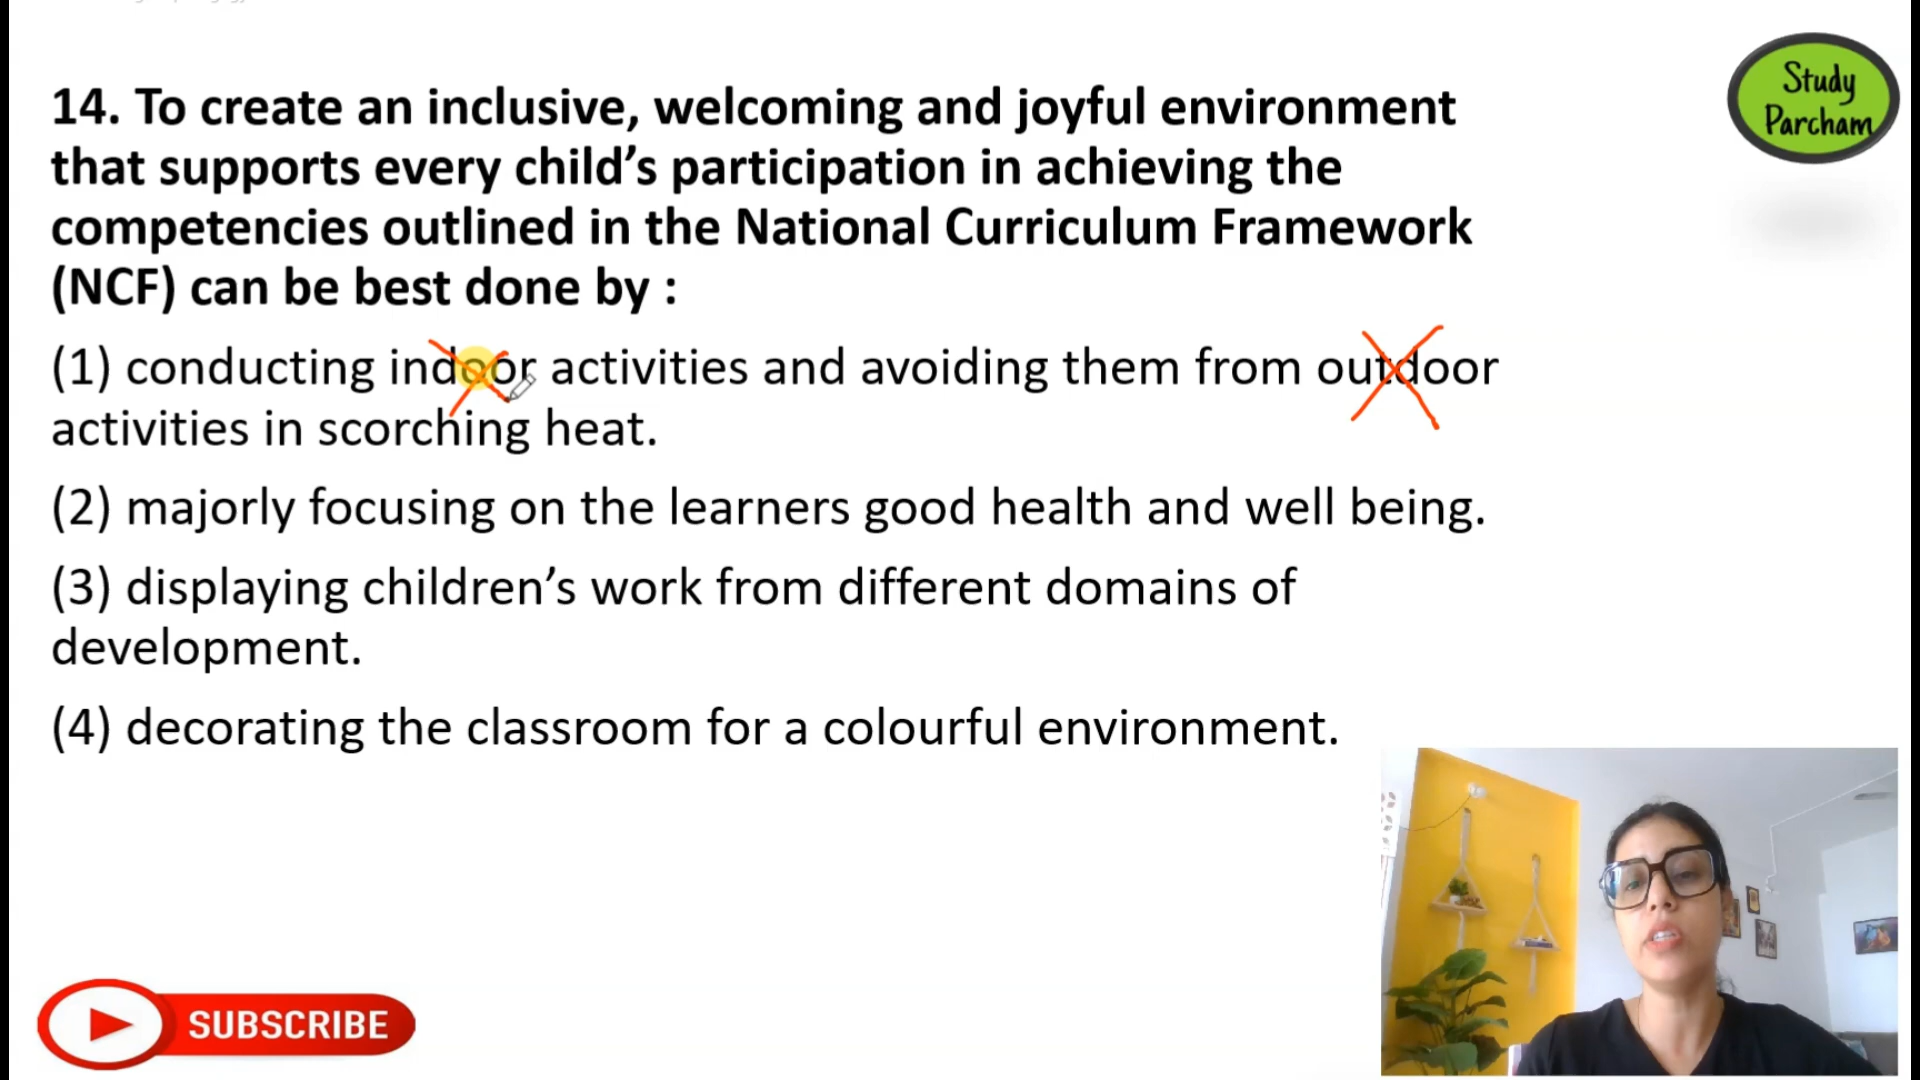 Study
Parcham
14. To create an inclusive, welcoming and joyful environment
that supports every child’s participation in achieving the
competencies outlined in the National Curriculum Framework
(NCF) can be best done by :
(1) conducting indoor activities and avoiding them from outdoor
activities in scorching heat.
(2) majorly focusing on the learners good health and well being.
(3) displaying children’s work from different domains of
development.
(4) decorating the classroom for a colourful environment.
SUBSCRIBE